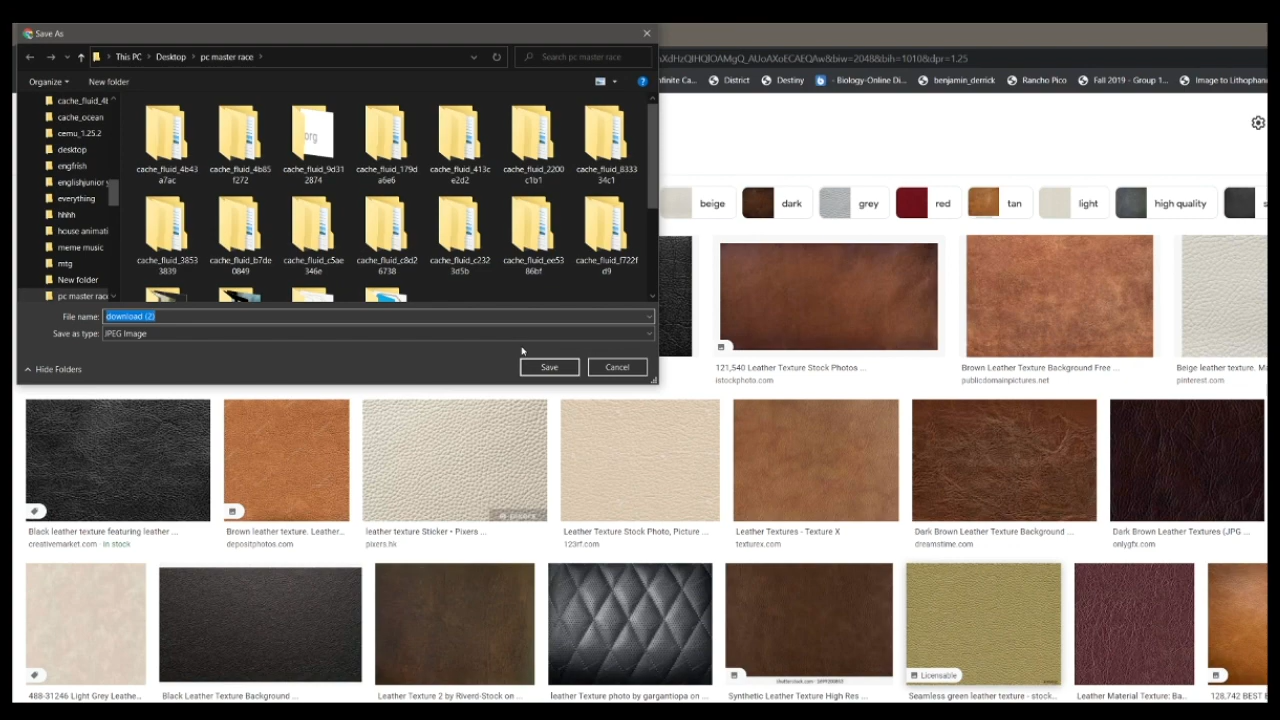 Save As
This PC > Desktop > pc master race >
Search pc master race
Organize
New folder
cache_ocean
cemu_1.25.2
desktop
engfrish
englishjunior
everything
hhhh
house animati
meme music
mtg
New folder
pc master race
cache_fluid_4b43a7ac
cache_fluid_4b85f272
cache_fluid_9d312874
cache_fluid_179da6e6
cache_fluid_413ce2d2
cache_fluid_2200c1b1
cache_fluid_833334c1
cache_fluid_38533839
cache_fluid_b7de0849
cache_fluid_c5ae346e
cache_fluid_c8d26738
cache_fluid_c2323d5b
cache_fluid_ee5386bf
cache_fluid_f722fd9
File name: download (2)
Save as type: JPEG Image
Hide Folders
Save
Cancel
&biw=2048&bih=1010&dpr=1.25
nfinite Ca...
District
Destiny
- Biology-Online Di...
benjamin_derrick
Rancho Pico
Fall 2019 - Group 1...
Image to Lithophan
beige
dark
grey
red
tan
light
high quality
121,540 Leather Texture Stock Photos ...
istockphoto.com
Brown Leather Texture Background Free ...
publicdomainpictures.net
Beige leather texture. M
pinterest.com
Black leather texture featuring leather ...
creativemarket.com · In stock
Brown leather texture. Leather...
depositphotos.com
leather texture Sticker • Pixers ...
pixers.hk
Leather Texture Stock Photo, Picture ...
123rf.com
Leather Textures - Texture X
texturex.com
Dark Brown Leather Texture Background ...
dreamstime.com
Dark Brown Leather Textures (JPG ...
onlygfx.com
Licensable
488-31246 Light Grey Leathe...
Black Leather Texture Background ...
Leather Texture 2 by Riverd-Stock on ...
leather Texture photo by gargantiopa on ...
Synthetic Leather Texture High Res ...
Seamless green leather texture - stock...
Leather Material Texture: Ba...
128,742 BEST